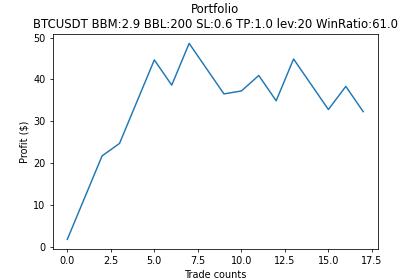 Portfolio
BTCUSDT BBM:2.9 BBL:200 SL:0.6 TP:1.0 lev:20 WinRatio:61.0
50
40
30
20
10
0
Profit ($)
0.0 2.5 5.0 7.5 10.0 12.5 15.0 17.5
Trade counts